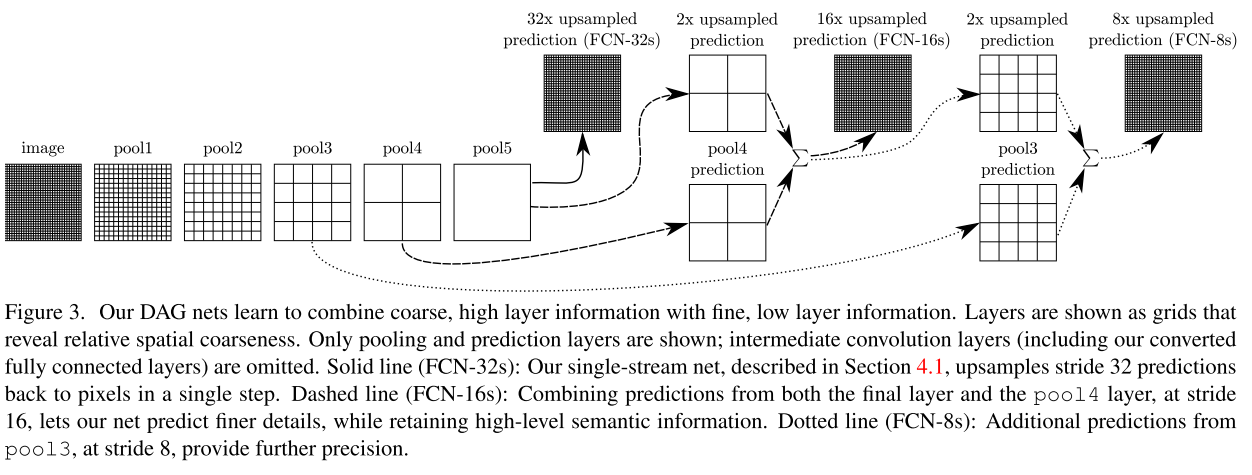 32x upsampled
prediction (FCN-32s)
2x upsampled
prediction
16x upsampled
prediction (FCN-16s)
2x upsampled
prediction
8x upsampled
prediction (FCN-8s)
image
pool1
pool2
pool3
pool4
pool5
pool4
prediction
pool3
prediction
∑
∑
Figure 3. Our DAG nets learn to combine coarse, high layer information with fine, low layer information. Layers are shown as grids that
reveal relative spatial coarseness. Only pooling and prediction layers are shown; intermediate convolution layers (including our converted
fully connected layers) are omitted. Solid line (FCN-32s): Our single-stream net, described in Section 4.1, upsamples stride 32 predictions
back to pixels in a single step. Dashed line (FCN-16s): Combining predictions from both the final layer and the pool4 layer, at stride
16, lets our net predict finer details, while retaining high-level semantic information. Dotted line (FCN-8s): Additional predictions from
pool3, at stride 8, provide further precision.